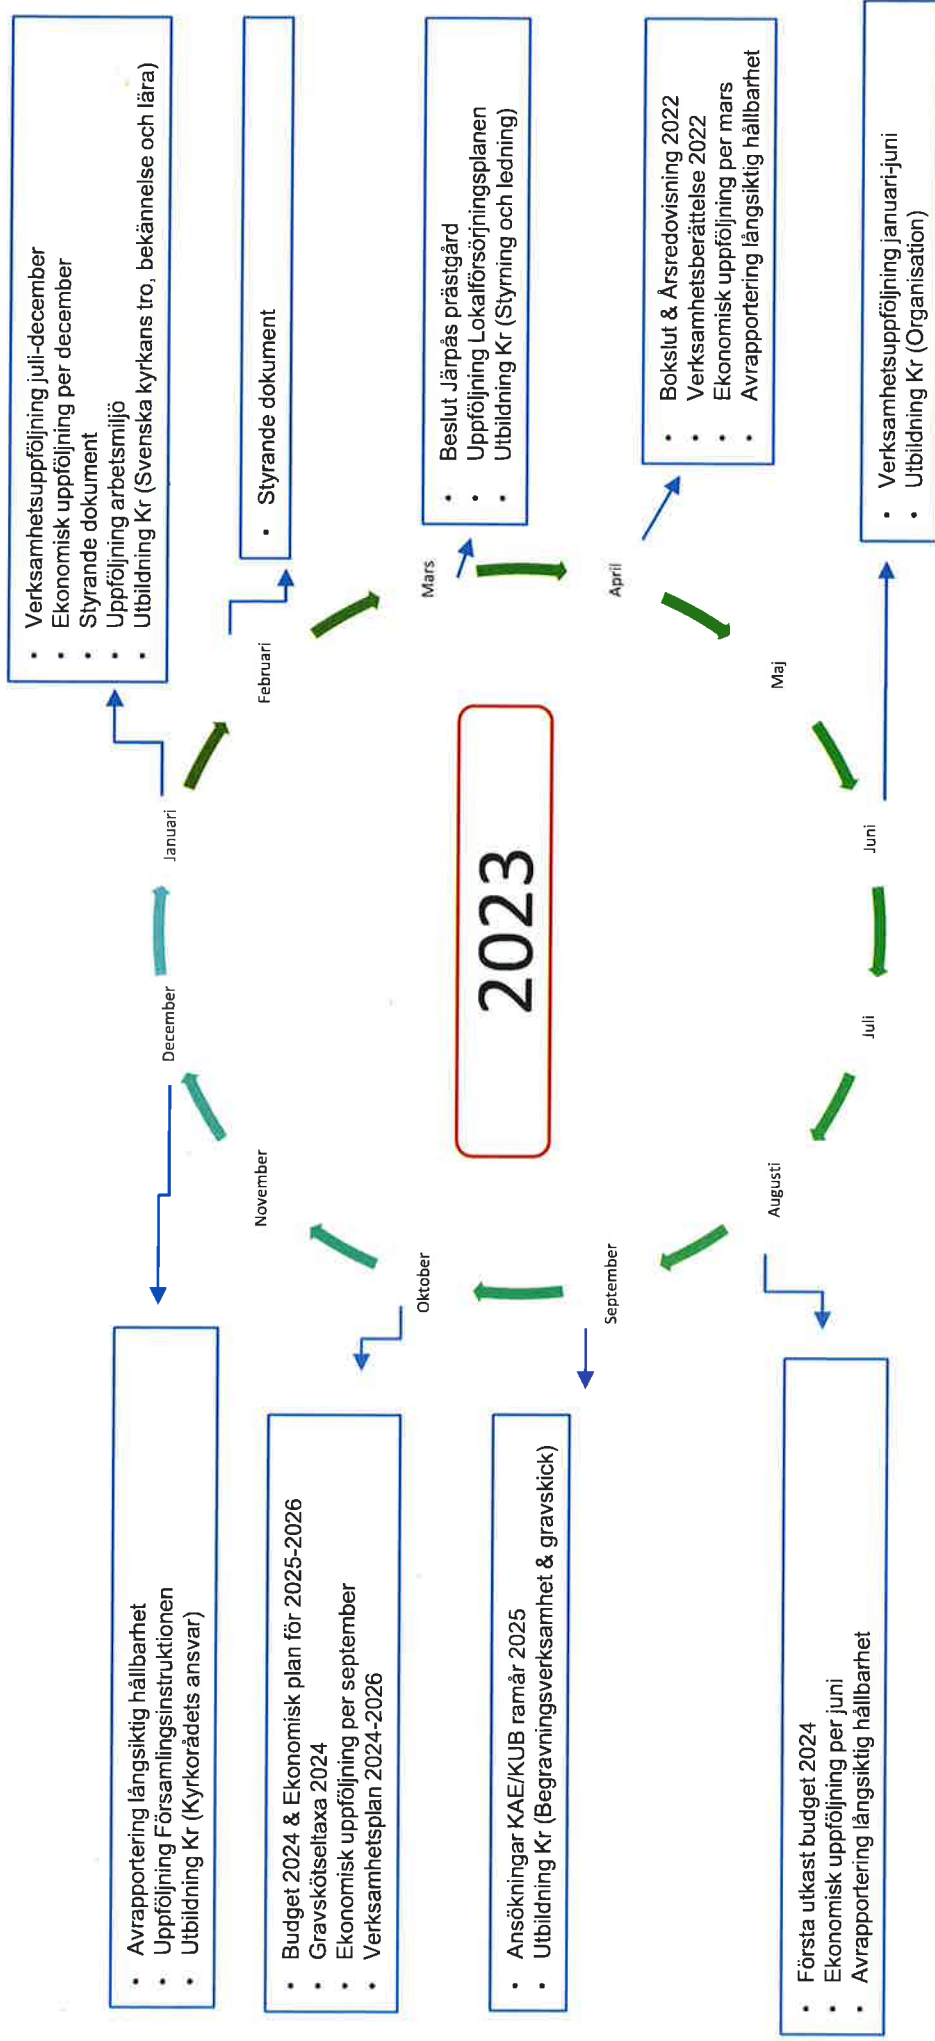 Januari
• Verksamhetsuppföljning juli-december
• Ekonomisk uppföljning per december
• Styrande dokument
• Uppföljning arbetsmiljö
• Utbildning Kr (Svenska kyrkans tro, bekännelse och lära)
Februari
• Styrande dokument
Mars
• Beslut Järpås prästgård
• Uppföljning Lokalförsörjningsplanen
• Utbildning Kr (Styrning och ledning)
April
• Bokslut & Årsredovisning 2022
• Verksamhetsberättelse 2022
• Ekonomisk uppföljning per mars
• Avrapportering långsiktig hållbarhet
Maj
Juni
• Verksamhetsuppföljning januari-juni
• Utbildning Kr (Organisation)
Juli
Augusti
• Första utkast budget 2024
• Ekonomisk uppföljning per juni
• Avrapportering långsiktig hållbarhet
September
• Ansökningar KAE/KUB ramår 2025
• Utbildning Kr (Begravningsverksamhet & gravskick)
Oktober
• Budget 2024 & Ekonomisk plan för 2025-2026
• Gravskötseltaxa 2024
• Ekonomisk uppföljning per september
• Verksamhetsplan 2024-2026
November
December
• Avrapportering långsiktig hållbarhet
• Uppföljning Församlingsinstruktionen
• Utbildning Kr (Kyrkorådets ansvar)
2023